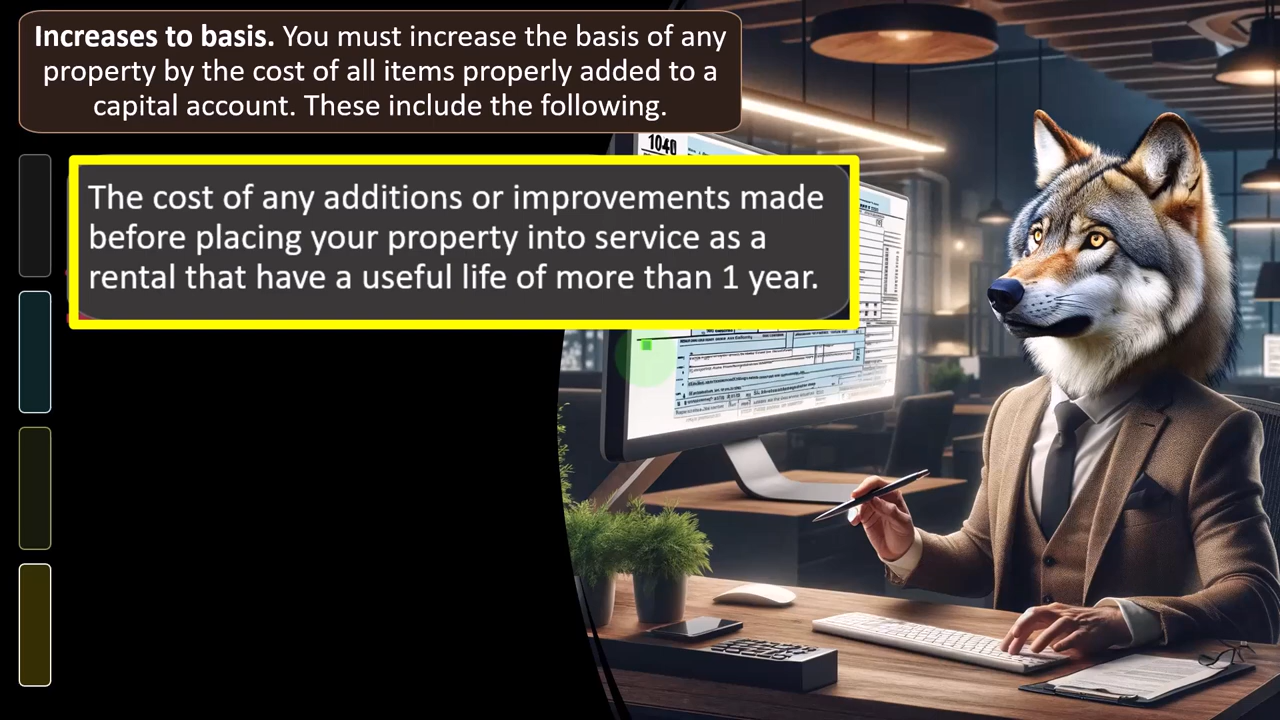 Increases to basis. You must increase the basis of any
property by the cost of all items properly added to a
capital account. These include the following.
1040
The cost of any additions or improvements made
before placing your property into service as a
rental that have a useful life of more than 1 year.